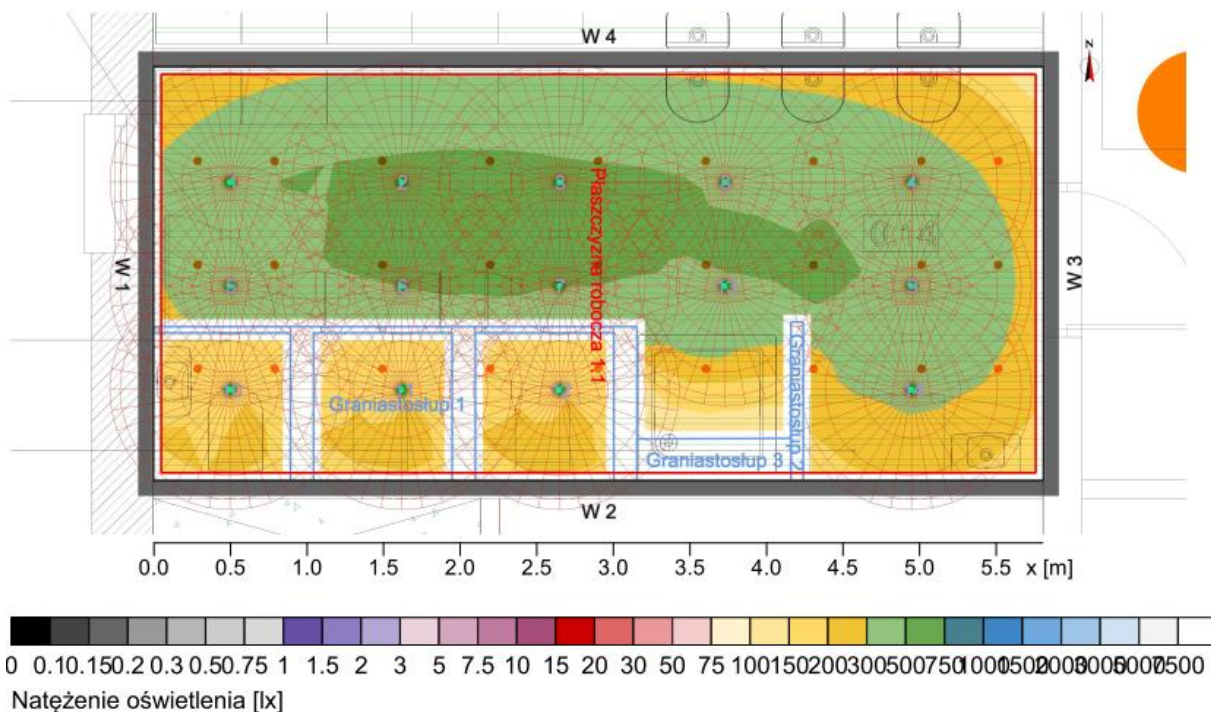 W 4
z
Płaszczyzna robocza 1.1
W 1
W 3
Graniastosłup 1
Graniastosłup 2
Graniastosłup 3
W 2
0.0 0.5 1.0 1.5 2.0 2.5 3.0 3.5 4.0 4.5 5.0 5.5 x [m]
0 0.10 0.15 0.2 0.3 0.50 0.75 1 1.5 2 3 5 7.5 10 15 20 30 50 75 100 150 200 300 500 750 1000 1500 2000 3000 5000 7500
Natężenie oświetlenia [lx]